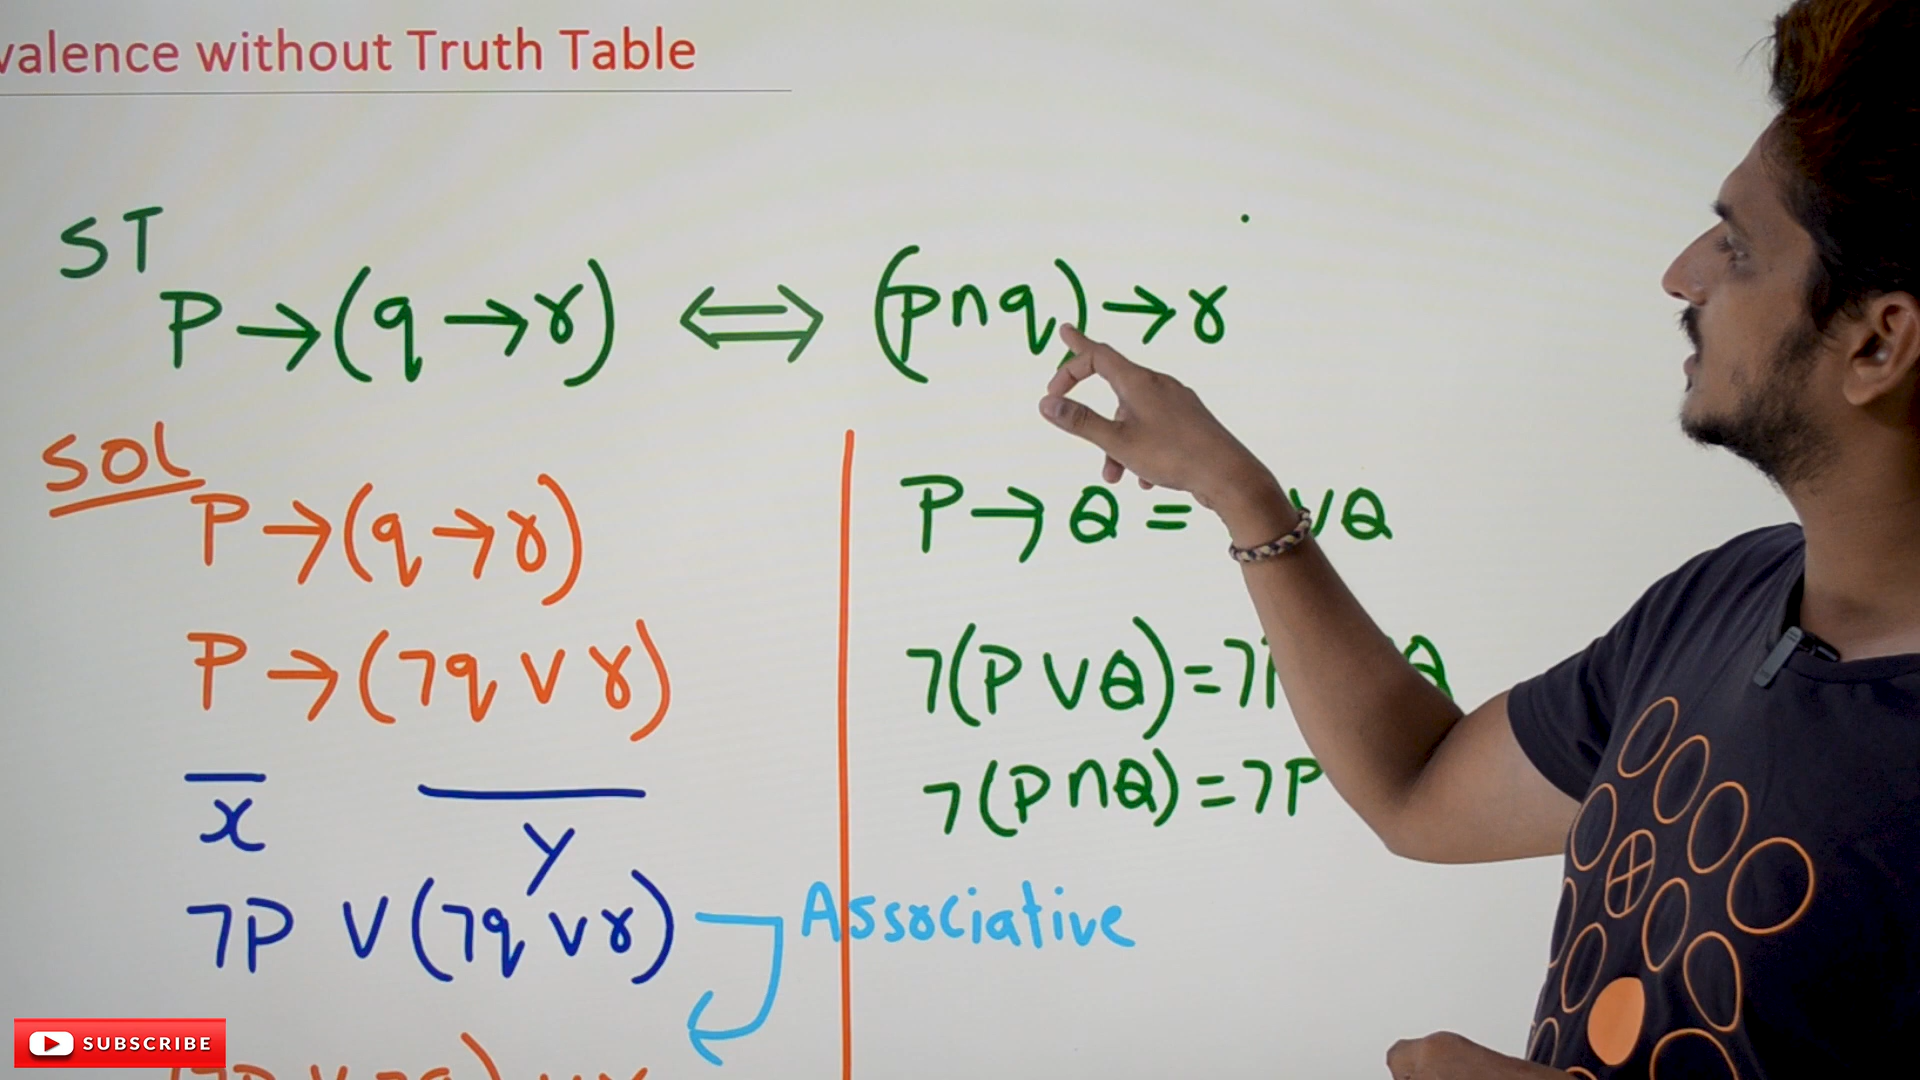 valence without Truth Table
ST
P→(q→r) ⟺ (p∩q)→r
SOL
P→(q→r)
P→(¬q∨r)
x y
¬P ∨(¬q∨r)
Associative
P→Q = ∨Q
¬(P∨Q)=¬P Q
¬(P∩Q)=¬P
SUBSCRIBE